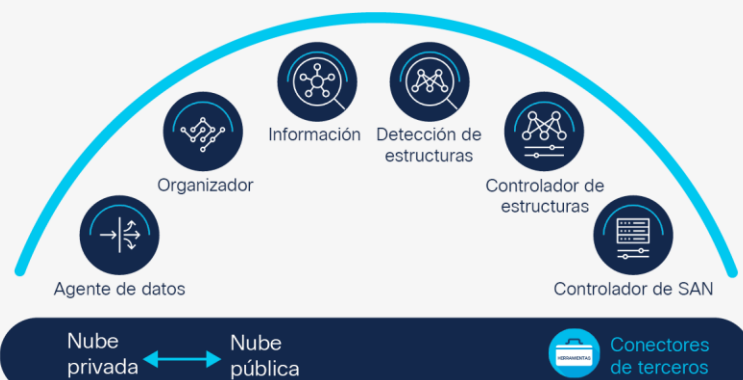 Información
Detección de
estructuras
Organizador
Controlador de
estructuras
Agente de datos
Controlador de SAN
Nube
privada
Nube
pública
HERRAMIENTAS
Conectores
de terceros